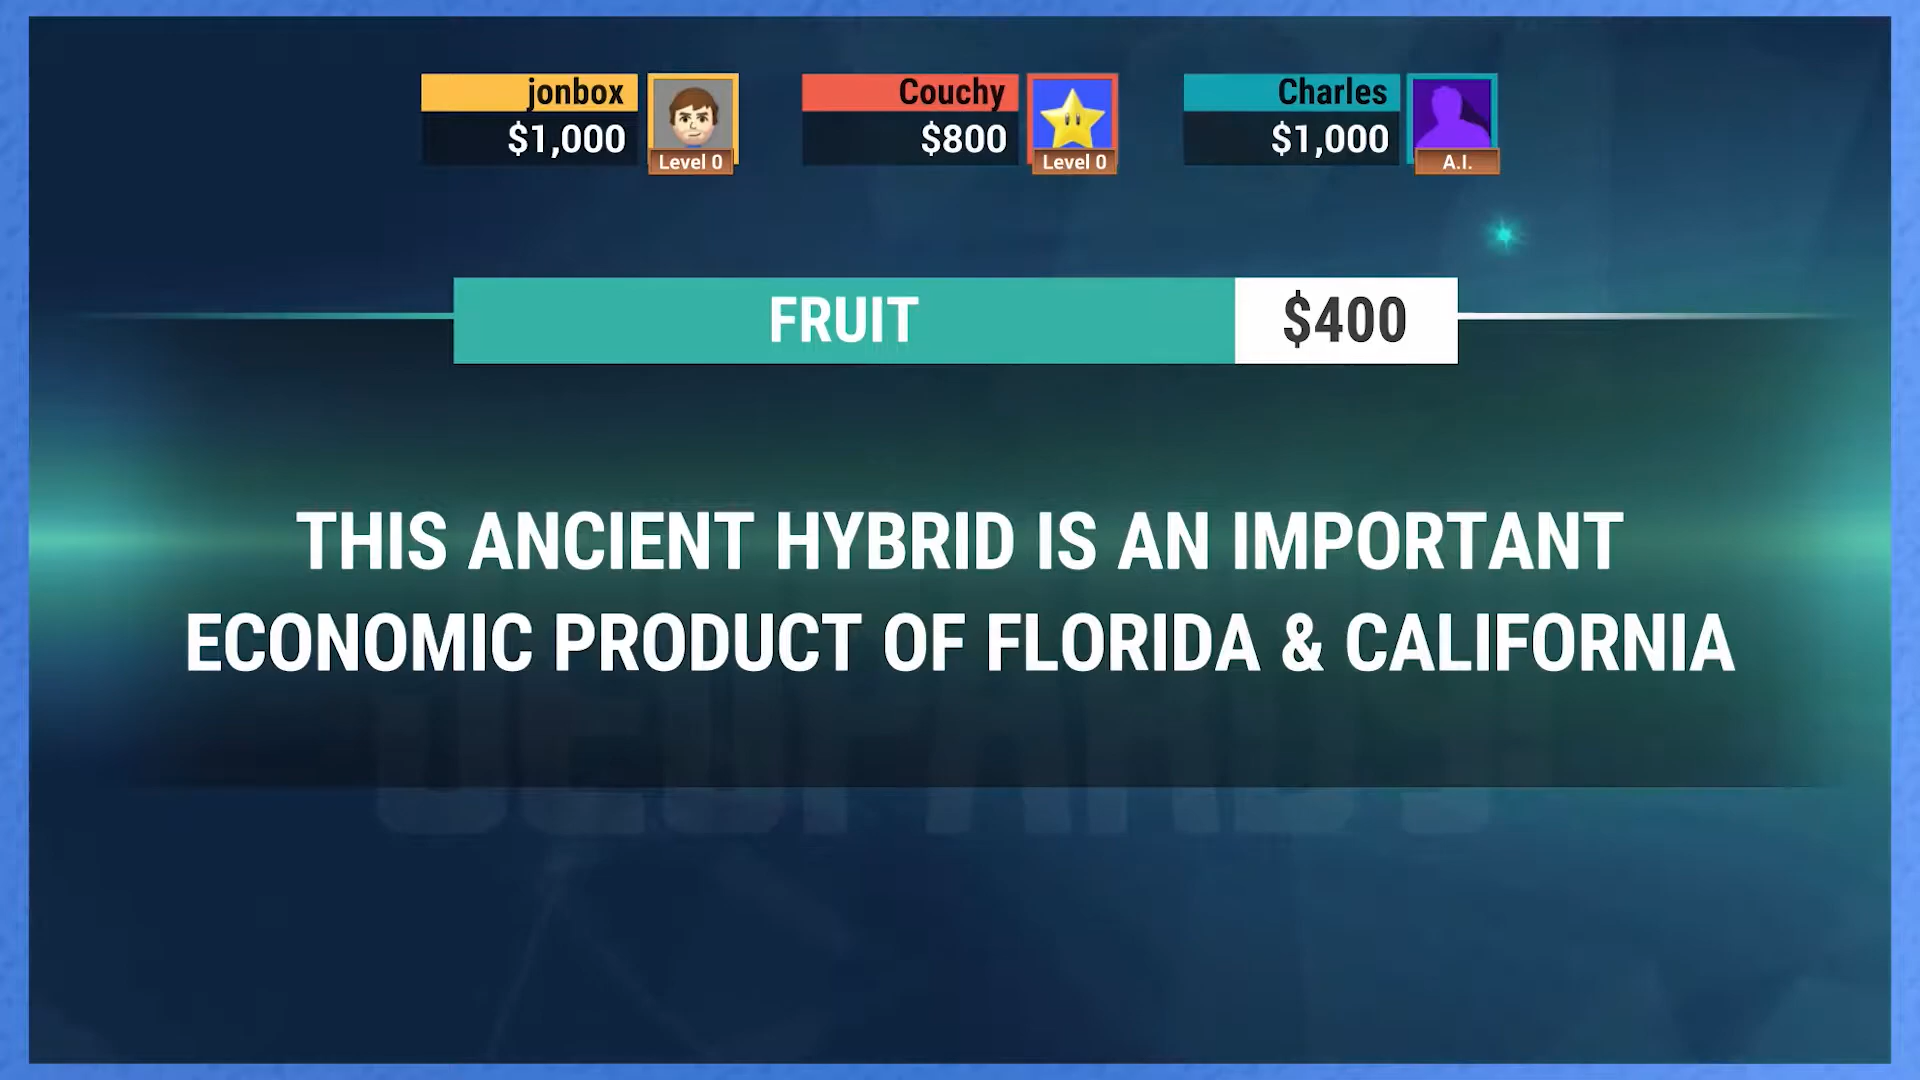 jonbox
$1,000
Level 0
Couchy
$800
Level 0
Charles
$1,000
A.I.
FRUIT
$400
THIS ANCIENT HYBRID IS AN IMPORTANT
ECONOMIC PRODUCT OF FLORIDA & CALIFORNIA
JEOPARDY!